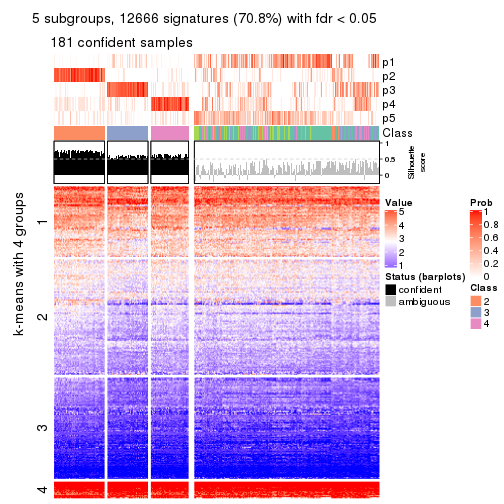 5 subgroups, 12666 signatures (70.8%) with fdr < 0.05
181 confident samples
p1
p2
p3
p4
p5
Class
1
0.5
0
Silhouette
score
k-means with 4 groups
1
2
3
4
Value
5
4
3
2
1
Prob
1
0.8
0.6
0.4
0.2
0
Status (barplots)
confident
ambiguous
Class
2
3
4